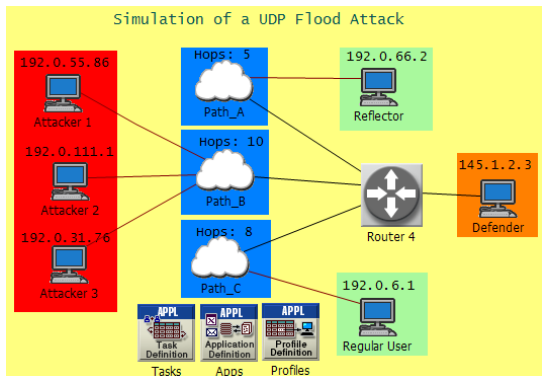 Simulation of a UDP Flood Attack
192.0.55.86
Attacker 1
192.0.111.1
Attacker 2
192.0.31.76
Attacker 3
Hops: 5
Path_A
Hops: 10
Path_B
Hops: 8
Path_C
192.0.66.2
Reflector
Router 4
145.1.2.3
Defender
192.0.6.1
Regular User
APPL
Task
Definition
Tasks
APPL
Application
Definition
Apps
APPL
Profile
Definition
Profiles